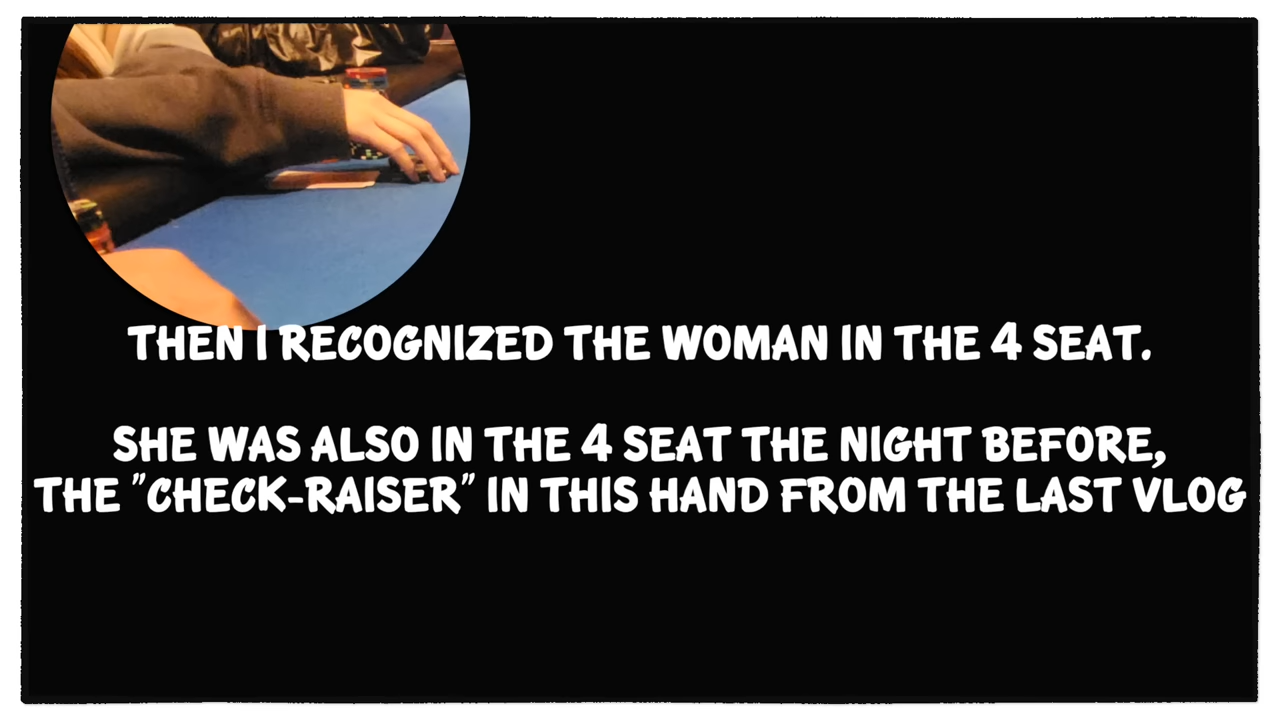 THEN I RECOGNIZED THE WOMAN IN THE 4 SEAT.
SHE WAS ALSO IN THE 4 SEAT THE NIGHT BEFORE,
THE "CHECK-RAISER" IN THIS HAND FROM THE LAST VLOG